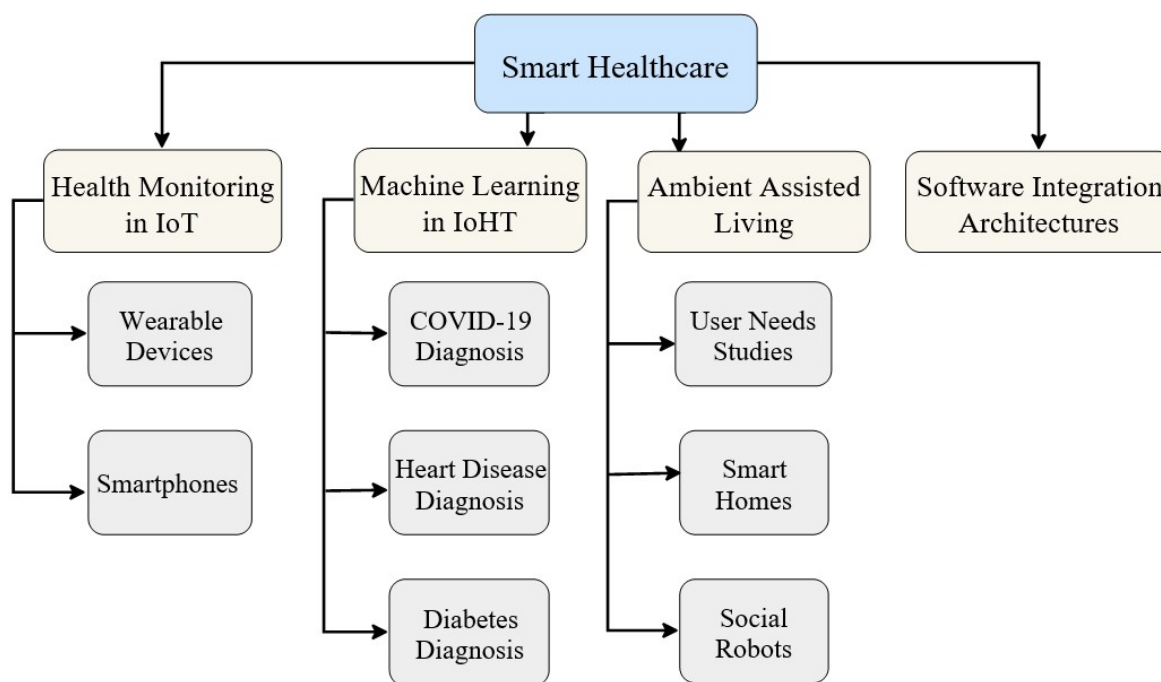 Smart Healthcare
Health Monitoring
in IoT
Machine Learning
in IoHT
Ambient Assisted
Living
Software Integration
Architectures
Wearable
Devices
Smartphones
COVID-19
Diagnosis
Heart Disease
Diagnosis
Diabetes
Diagnosis
User Needs
Studies
Smart
Homes
Social
Robots